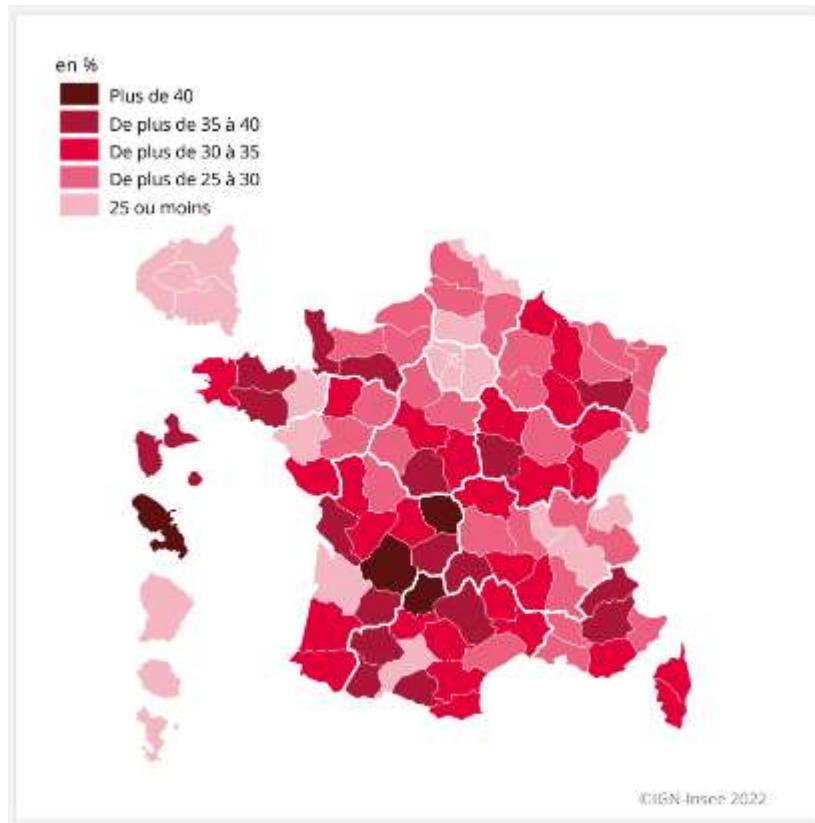 en %
Plus de 40
De plus de 35 à 40
De plus de 30 à 35
De plus de 25 à 30
25 ou moins
©IGN-Insee 2022